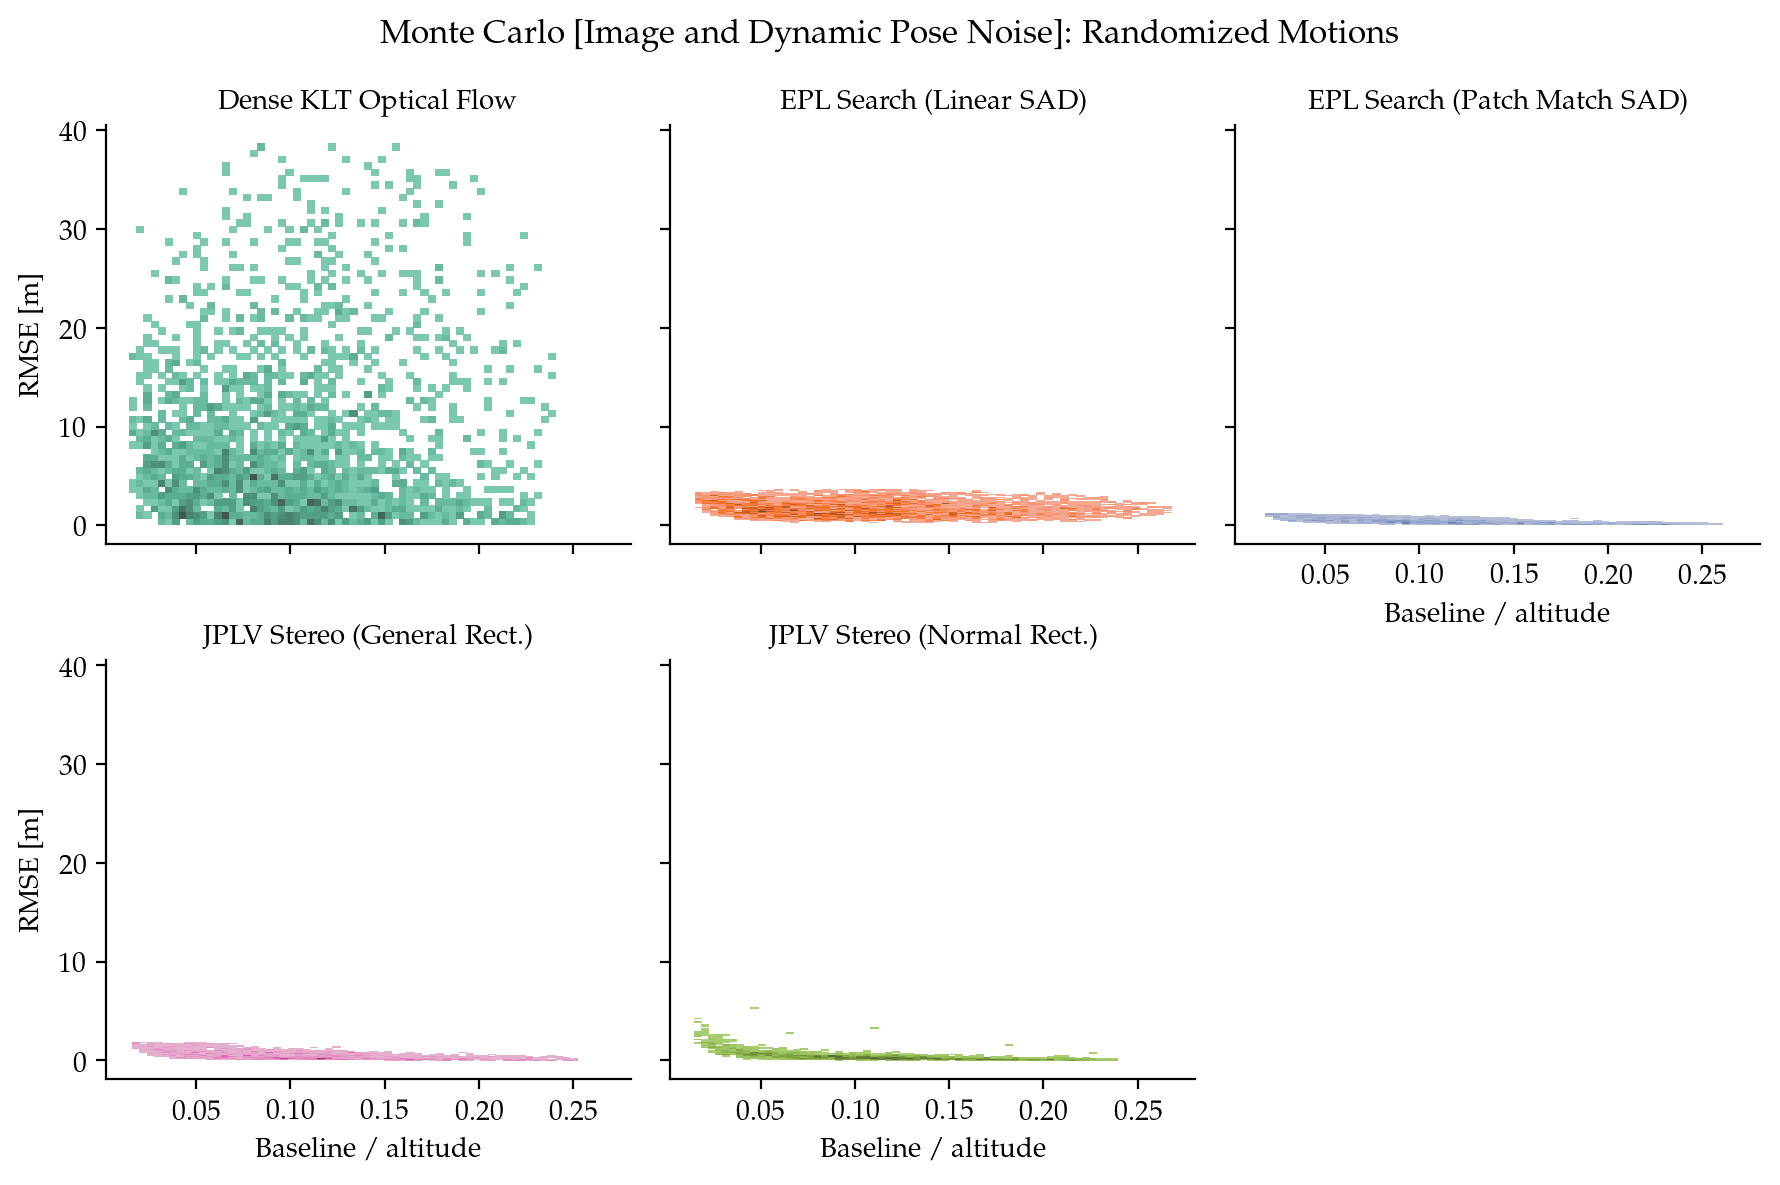 Monte Carlo [Image and Dynamic Pose Noise]: Randomized Motions
Dense KLT Optical Flow
EPL Search (Linear SAD)
EPL Search (Patch Match SAD)
40
30
20
10
0
RMSE [m]
0.05 0.10 0.15 0.20 0.25
Baseline / altitude
JPLV Stereo (General Rect.)
JPLV Stereo (Normal Rect.)
40
30
20
10
0
RMSE [m]
0.05 0.10 0.15 0.20 0.25
Baseline / altitude
0.05 0.10 0.15 0.20 0.25
Baseline / altitude